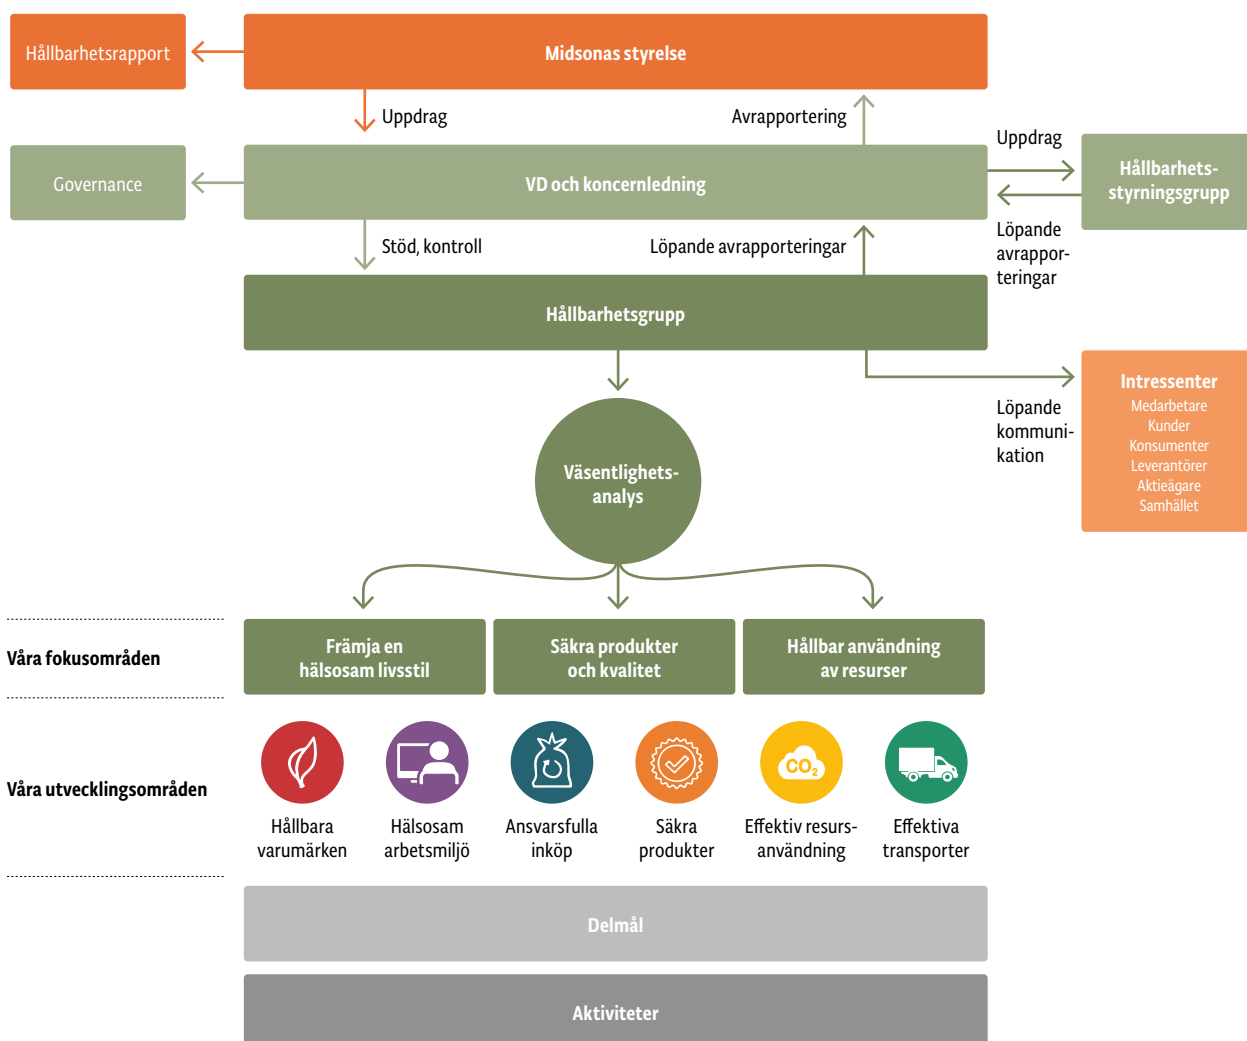 Hållbarhetsrapport
Midsonas styrelse
Uppdrag
Avrapportering
Governance
VD och koncernledning
Uppdrag
Hållbarhets-
styrningsgrupp
Löpande
avrappor-
teringar
Stöd, kontroll
Löpande avrapporteringar
Hållbarhetsgrupp
Löpande
kommuni-
kation
Intressenter
Medarbetare
Kunder
Konsumenter
Leverantörer
Aktieägare
Samhället
Väsentlighets-
analys
Våra fokusområden
Främja en
hälsosam livsstil
Säkra produkter
och kvalitet
Hållbar användning
av resurser
Våra utvecklingsområden
CO₂
Hållbara
varumärken
Hälsosam
arbetsmiljö
Ansvarsfulla
inköp
Säkra
produkter
Effektiv resurs-
användning
Effektiva
transporter
Delmål
Aktiviteter